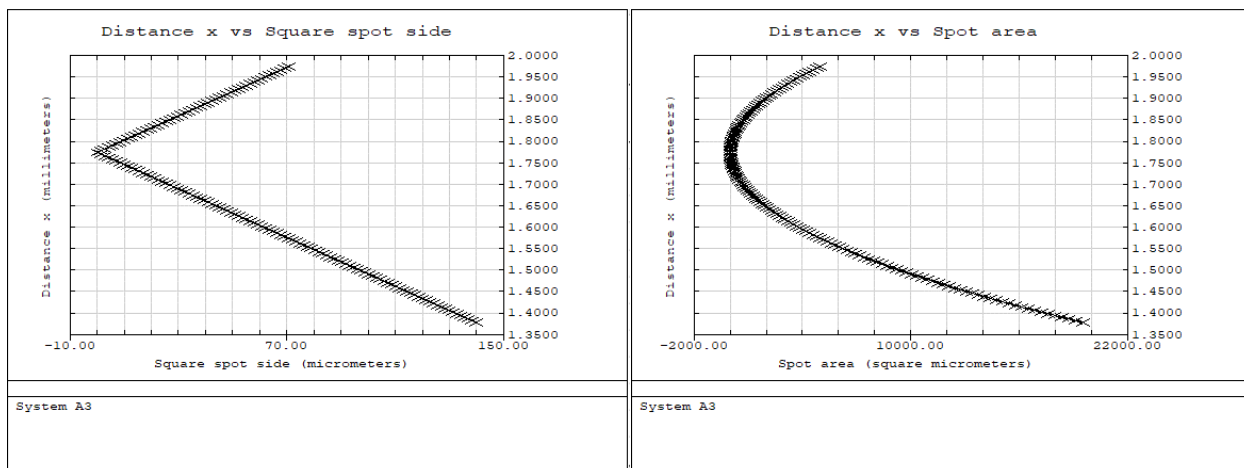 Distance x vs Square spot side
2.0000
1.9500
1.9000
1.8500
1.8000
1.7500
1.7000
1.6500
1.6000
1.5500
1.5000
1.4500
1.4000
1.3500
Distance x (millimeters)
-10.00 70.00 150.00
Square spot side (micrometers)
System A3
Distance x vs Spot area
2.0000
1.9500
1.9000
1.8500
1.8000
1.7500
1.7000
1.6500
1.6000
1.5500
1.5000
1.4500
1.4000
1.3500
Distance x (millimeters)
-2000.00 10000.00 22000.00
Spot area (square micrometers)
System A3